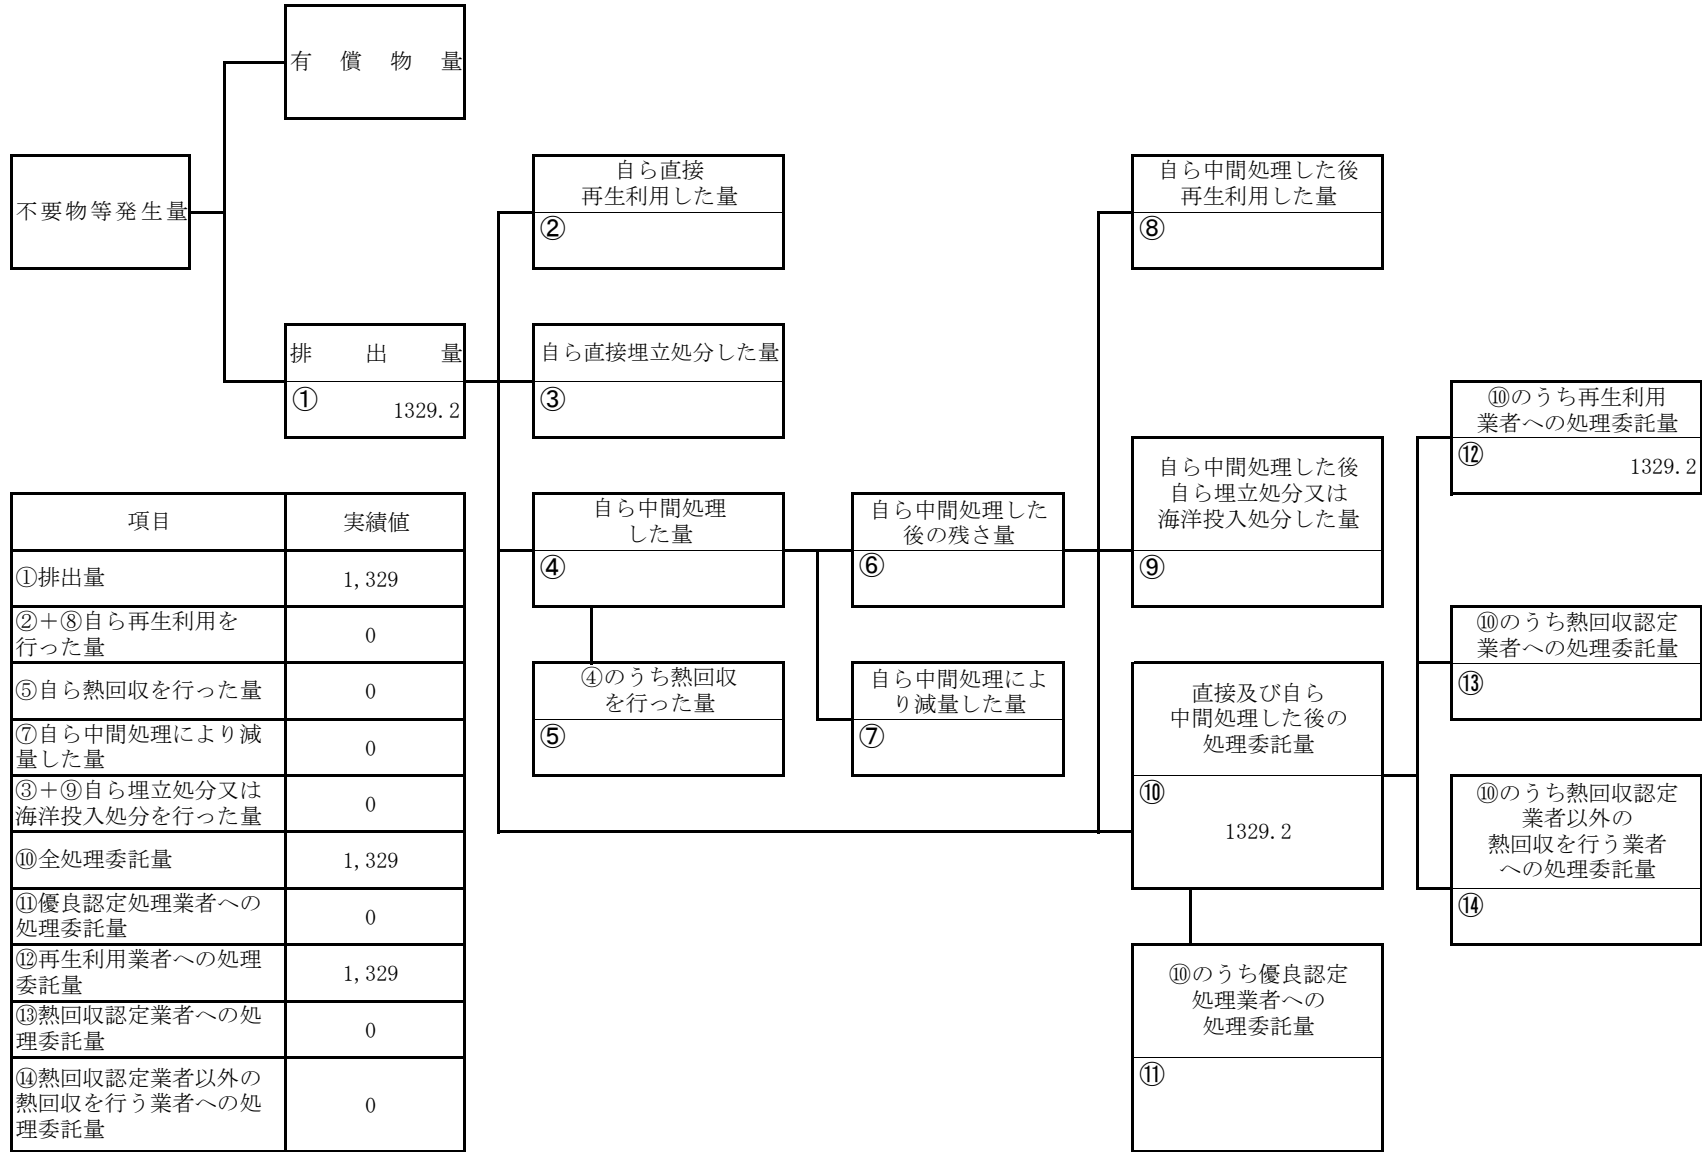 有償物量
不要物等発生量
自ら直接
再生利用した量
②
自ら中間処理した後
再生利用した量
⑧
排出量
① 1329.2
自ら直接埋立処分した量
③
⑩のうち再生利用
業者への処理委託量
⑫ 1329.2
自ら中間処理した後
自ら埋立処分又は
海洋投入処分した量
⑨
自ら中間処理
した量
④
自ら中間処理した
後の残さ量
⑥
⑩のうち熱回収認定
業者への処理委託量
⑬
④のうち熱回収
を行った量
⑤
自ら中間処理によ
り減量した量
⑦
直接及び自ら
中間処理した後の
処理委託量
⑩
1329.2
⑩のうち熱回収認定
業者以外の
熱回収を行う業者
への処理委託量
⑭
⑩のうち優良認定
処理業者への
処理委託量
⑪
項目 実績値
①排出量 1,329
②＋⑧自ら再生利用を
行った量 0
⑤自ら熱回収を行った量 0
⑦自ら中間処理により減
量した量 0
③＋⑨自ら埋立処分又は
海洋投入処分を行った量 0
⑩全処理委託量 1,329
⑪優良認定処理業者への
処理委託量 0
⑫再生利用業者への処理
委託量 1,329
⑬熱回収認定業者への処
理委託量 0
⑭熱回収認定業者以外の
熱回収を行う業者への処
理委託量 0